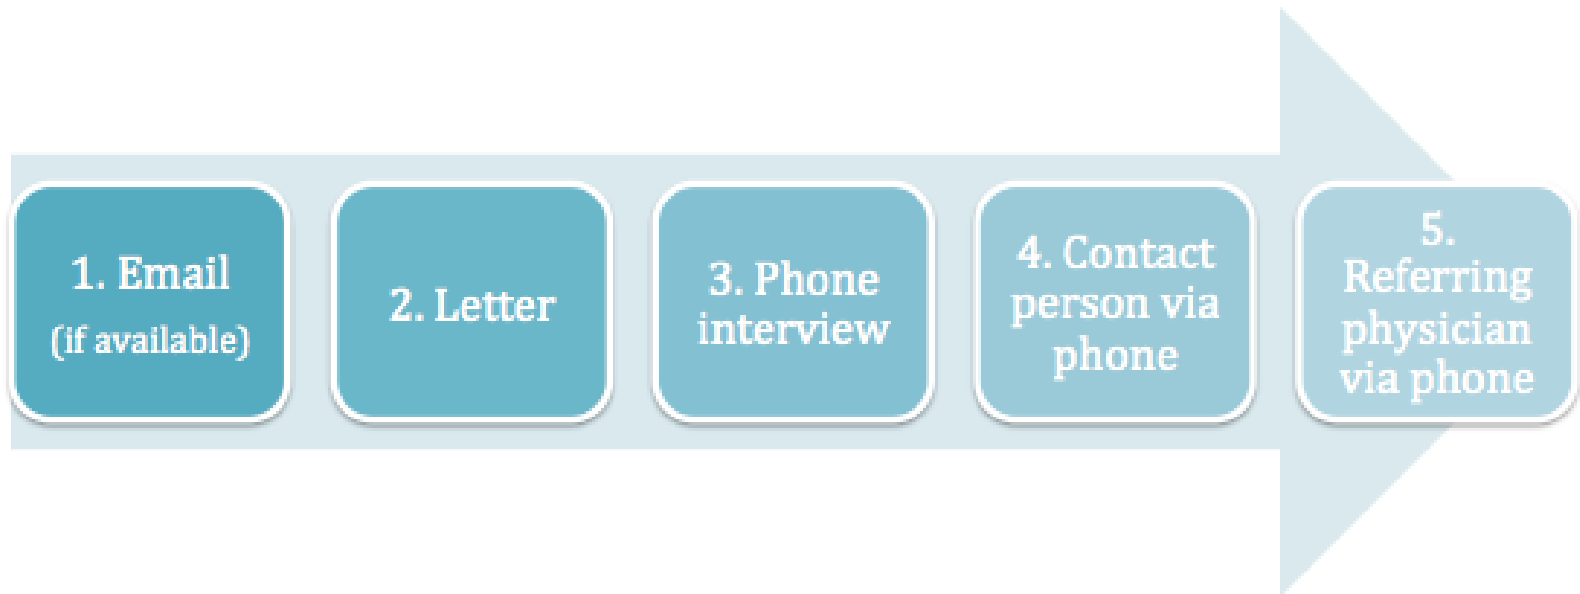 1. Email
(if available)
2. Letter
3. Phone
interview
4. Contact
person via
phone
5.
Referring
physician
via phone